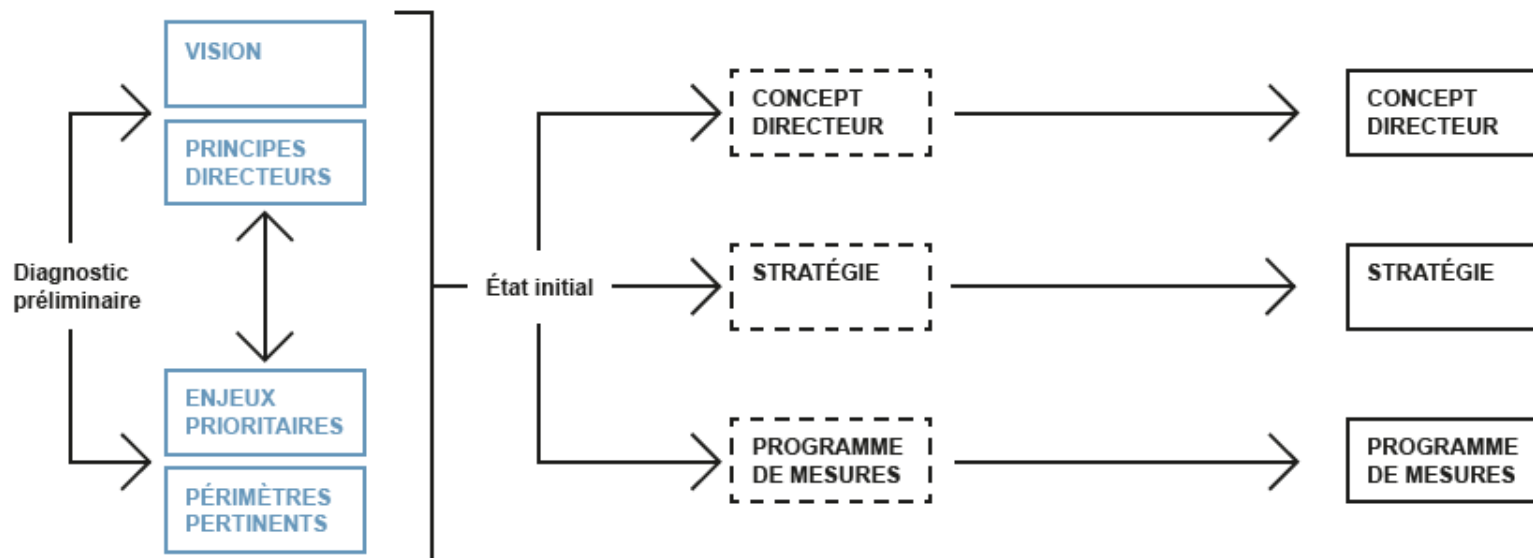 VISION
PRINCIPES
DIRECTEURS
Diagnostic
préliminaire
ENJEUX
PRIORITAIRES
PÉRIMÈTRES
PERTINENTS
État initial
CONCEPT
DIRECTEUR
STRATÉGIE
PROGRAMME
DE MESURES
CONCEPT
DIRECTEUR
STRATÉGIE
PROGRAMME
DE MESURES